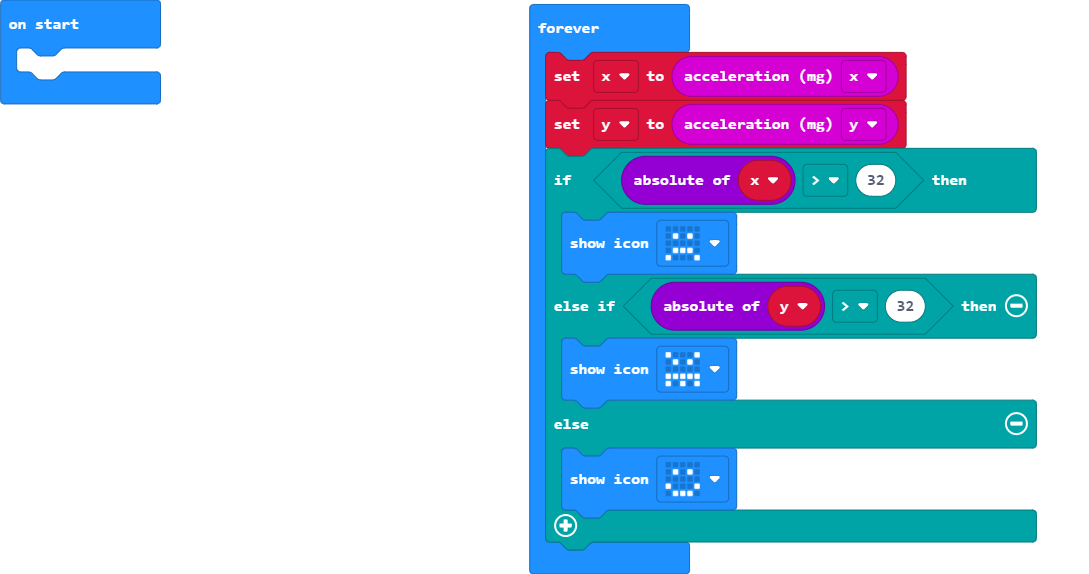 on start
forever
set x to acceleration (mg) x
set y to acceleration (mg) y
if absolute of x > 32 then
show icon
else if absolute of y > 32 then
show icon
else
show icon